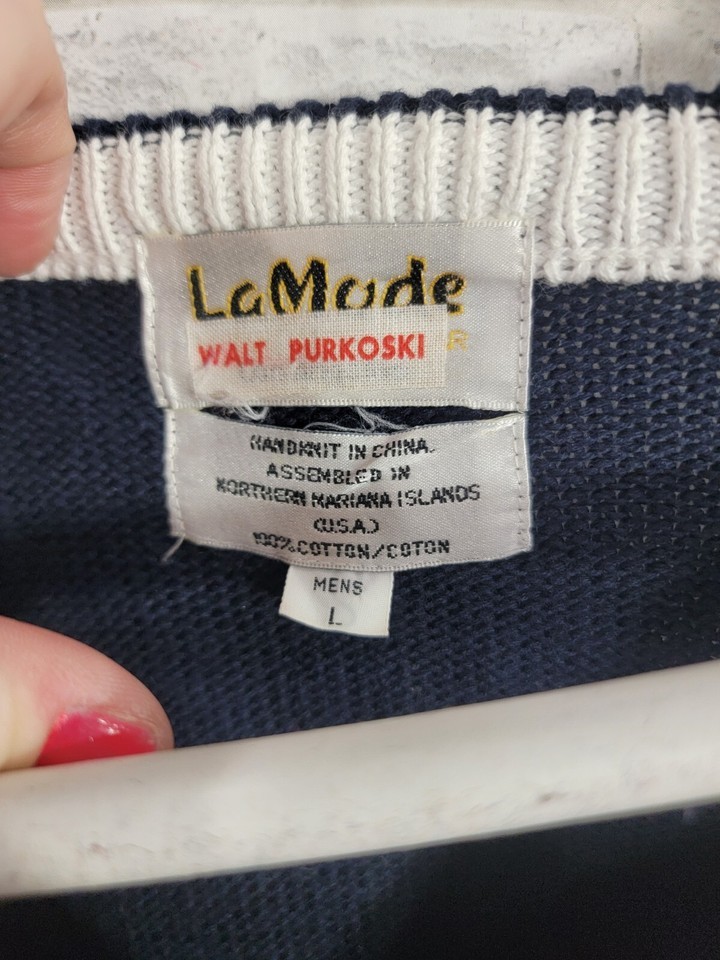 LaMode
WALT PURKOSKI
R
HANDKNIT IN CHINA.
ASSEMBLED IN
NORTHERN MARIANA ISLANDS
(U.S.A.)
100% COTTON/COTON
MENS
L